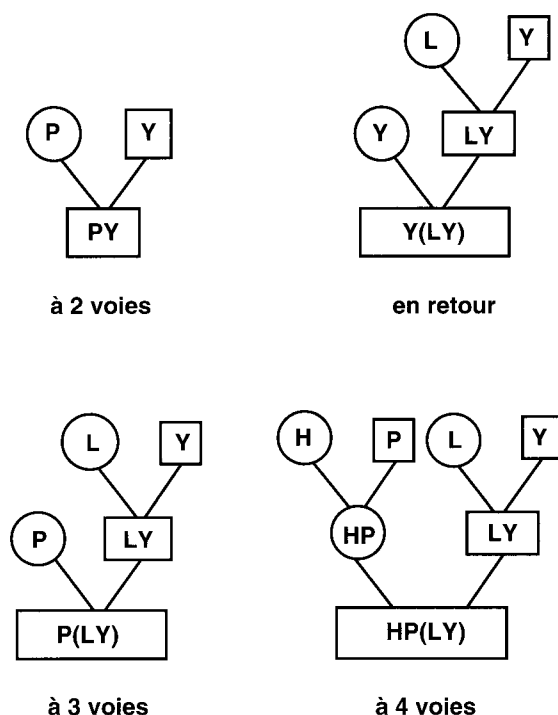 P Y
PY
à 2 voies
L Y
Y LY
Y(LY)
en retour
L Y
P LY
P(LY)
à 3 voies
H P L Y
HP LY
HP(LY)
à 4 voies